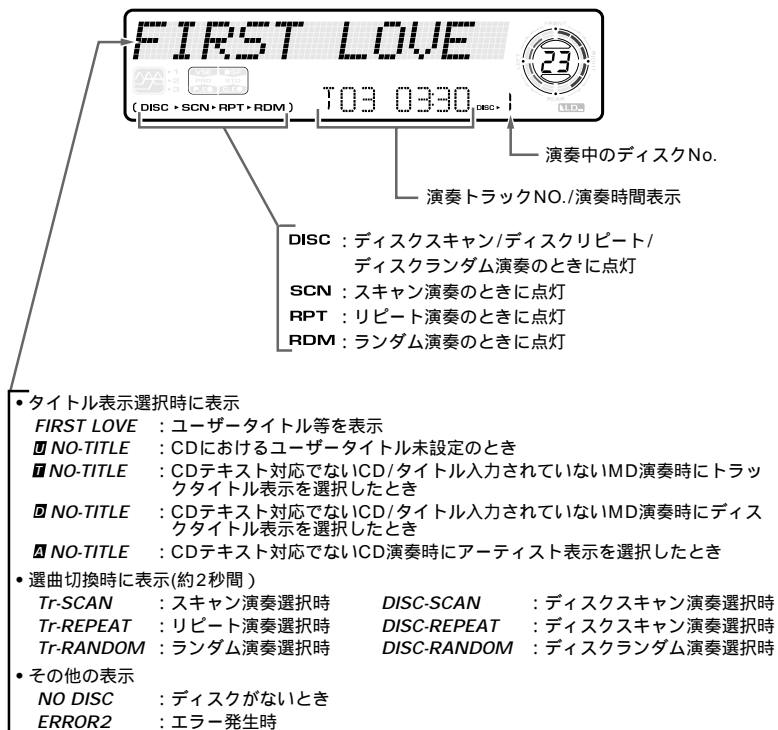 FIRST LOVE
23
(DISC ▸ SCN ▸ RPT ▸ RDM) T03 03:30 DISC▸ 1
演奏中のディスクNo.
演奏トラックNO./演奏時間表示
DISC :ディスクスキャン/ディスクリピート/
ディスクランダム演奏のときに点灯
SCN :スキャン演奏のときに点灯
RPT :リピート演奏のときに点灯
RDM :ランダム演奏のときに点灯
•タイトル表示選択時に表示
FIRST LOVE :ユーザータイトル等を表示
U NO-TITLE :CDにおけるユーザータイトル未設定のとき
T NO-TITLE :CDテキスト対応でないCD/タイトル入力されていないMD演奏時にトラッ
クタイトル表示を選択したとき
D NO-TITLE :CDテキスト対応でないCD/タイトル入力されていないMD演奏時にディス
クタイトル表示を選択したとき
A NO-TITLE :CDテキスト対応でないCD演奏時にアーティスト表示を選択したとき
•選曲切換時に表示(約2秒間)
Tr-SCAN :スキャン演奏選択時 DISC-SCAN :ディスクスキャン演奏選択時
Tr-REPEAT :リピート演奏選択時 DISC-REPEAT :ディスクスキャン演奏選択時
Tr-RANDOM :ランダム演奏選択時 DISC-RANDOM :ディスクランダム演奏選択時
•その他の表示
NO DISC :ディスクがないとき
ERROR2 :エラー発生時